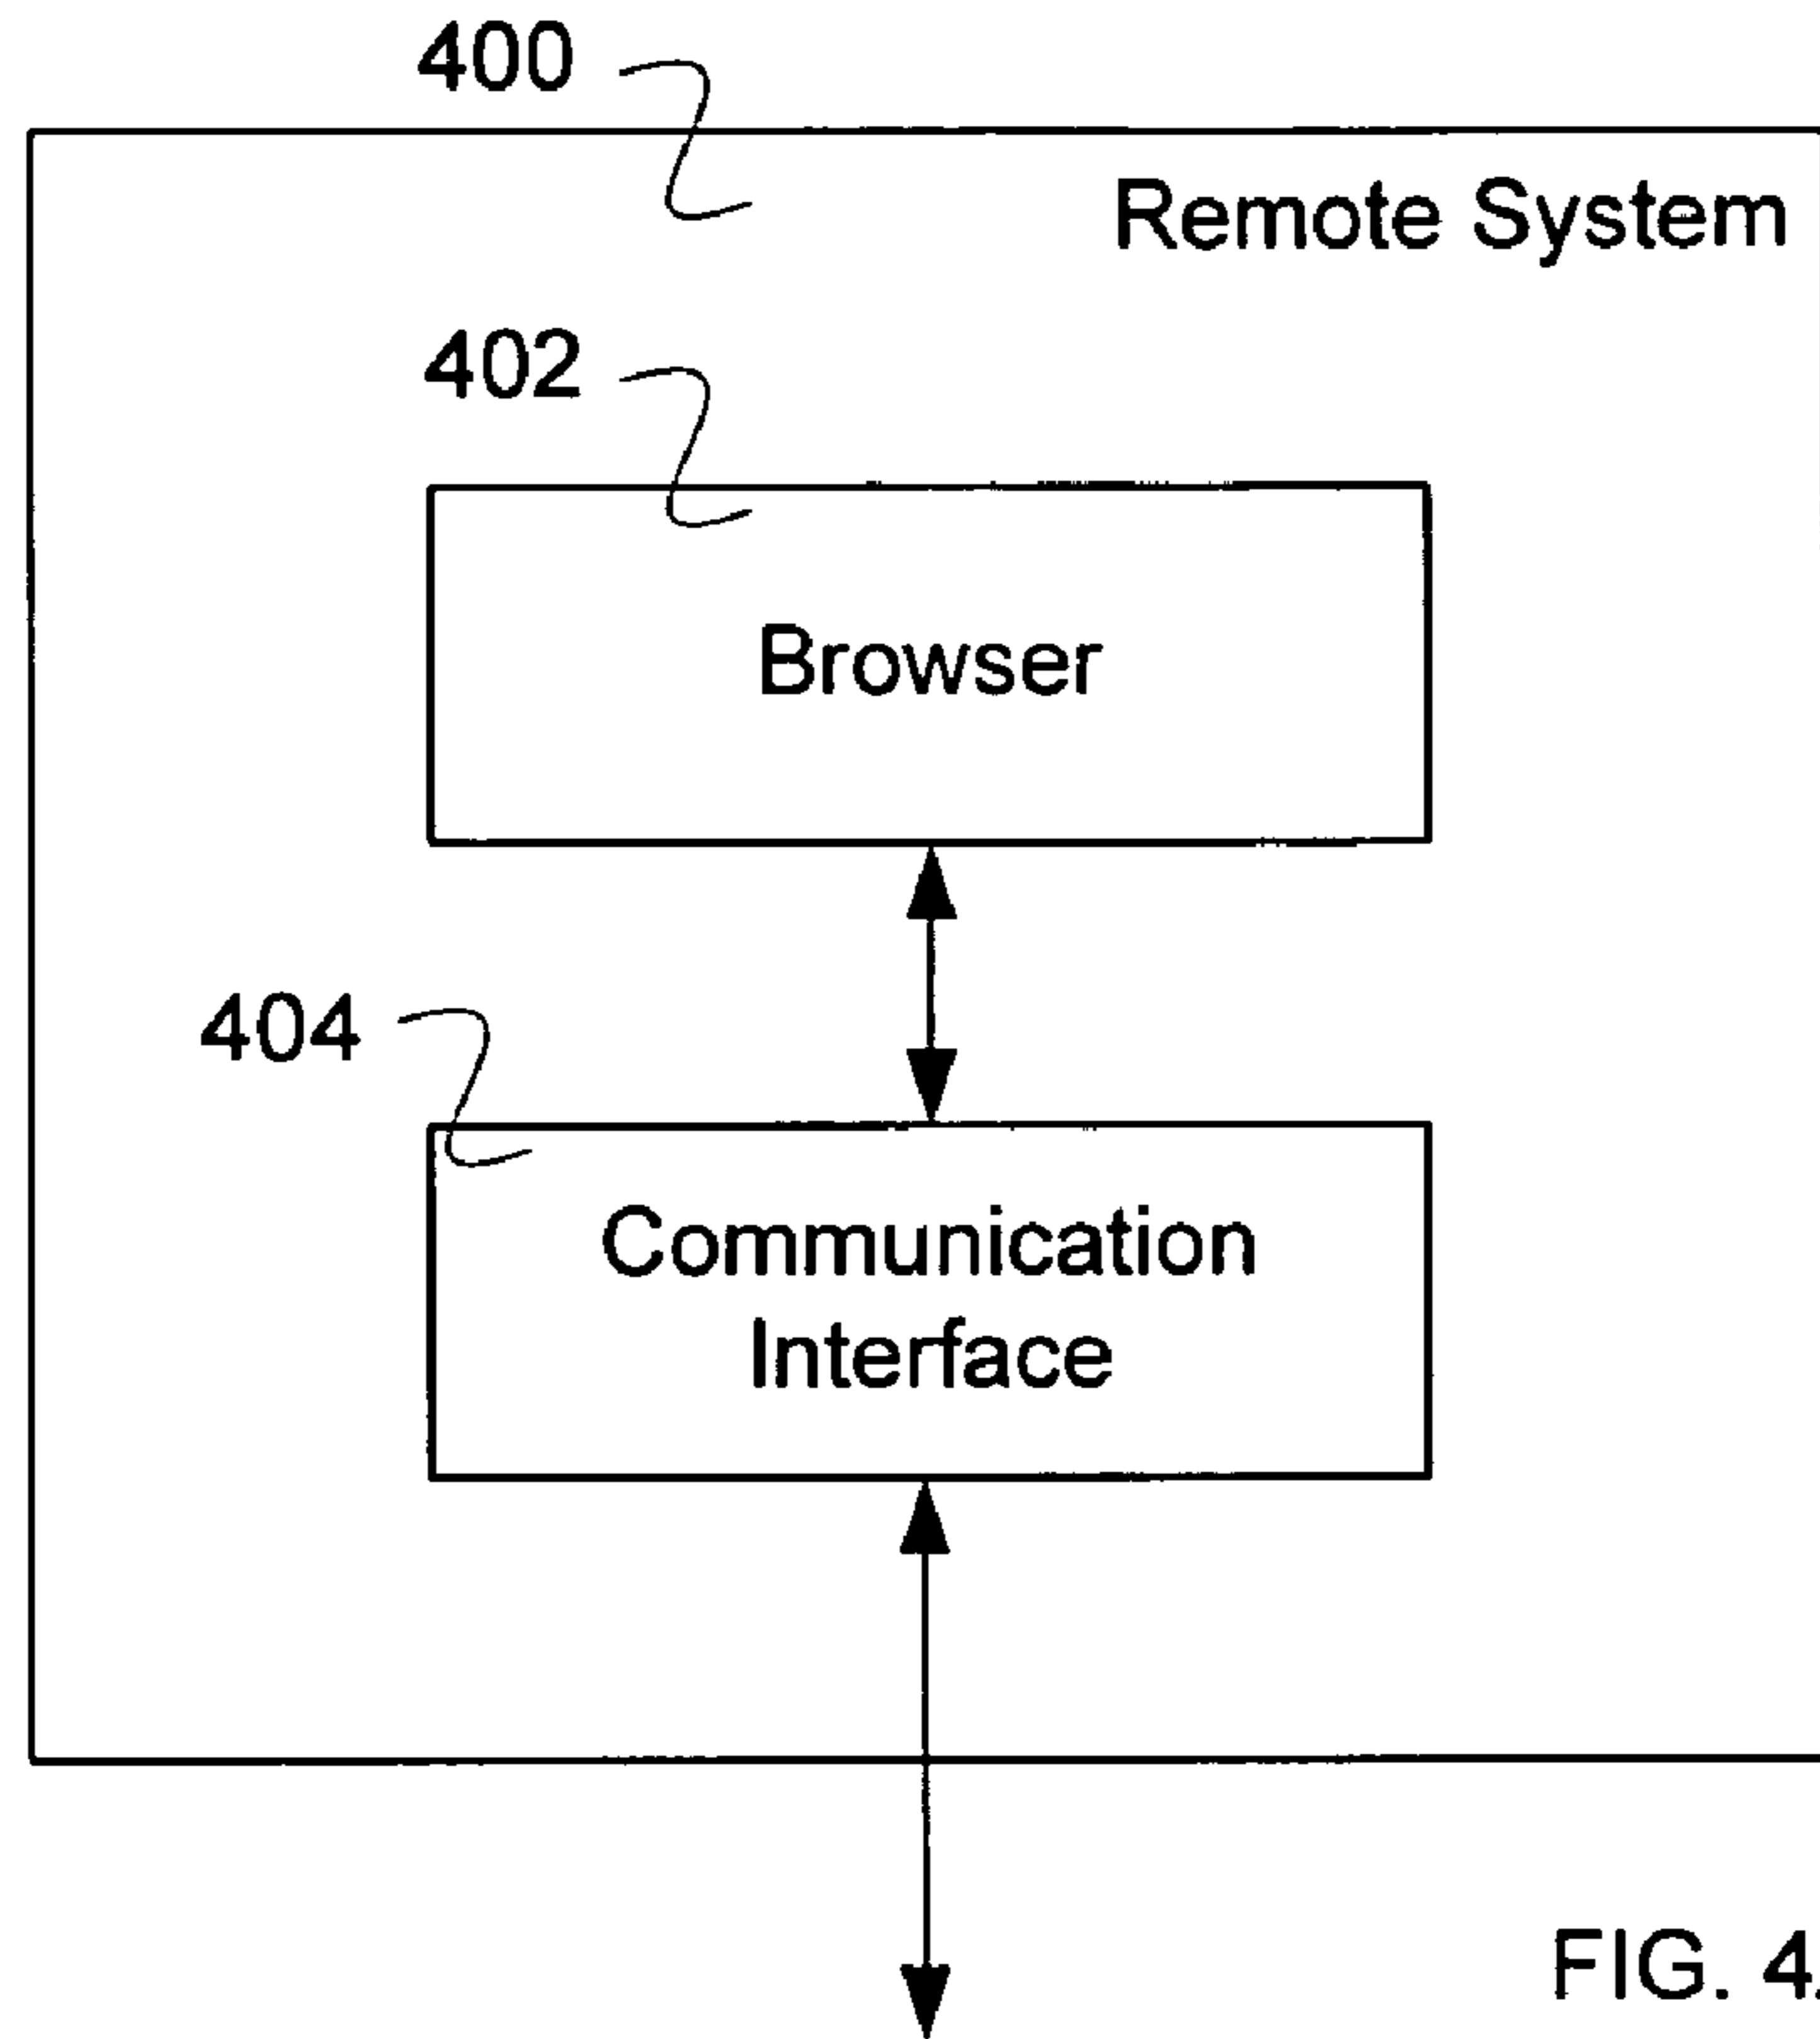 400
Remote System
402
Browser
404
Communication
Interface
FIG. 4.